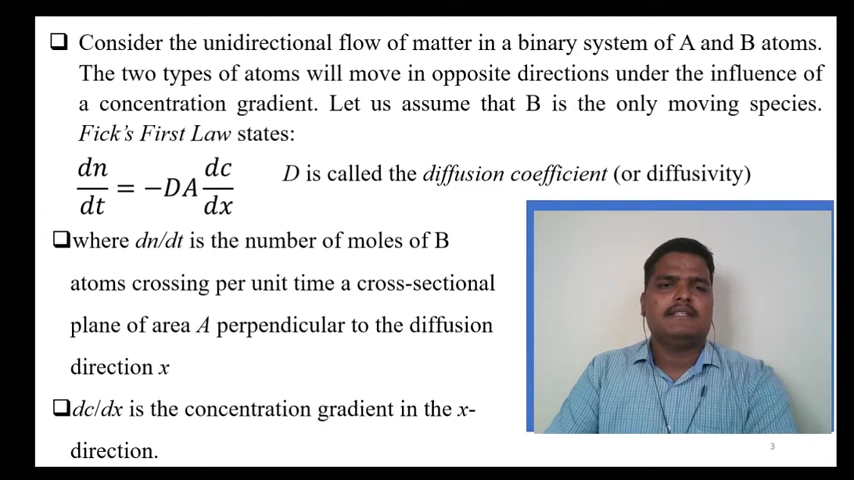 ❑ Consider the unidirectional flow of matter in a binary system of A and B atoms.
The two types of atoms will move in opposite directions under the influence of
a concentration gradient. Let us assume that B is the only moving species.
Fick's First Law states:
dn/dt = −DA dc/dx
D is called the diffusion coefficient (or diffusivity)
❑where dn/dt is the number of moles of B
atoms crossing per unit time a cross-sectional
plane of area A perpendicular to the diffusion
direction x
❑dc/dx is the concentration gradient in the x-
direction.
3